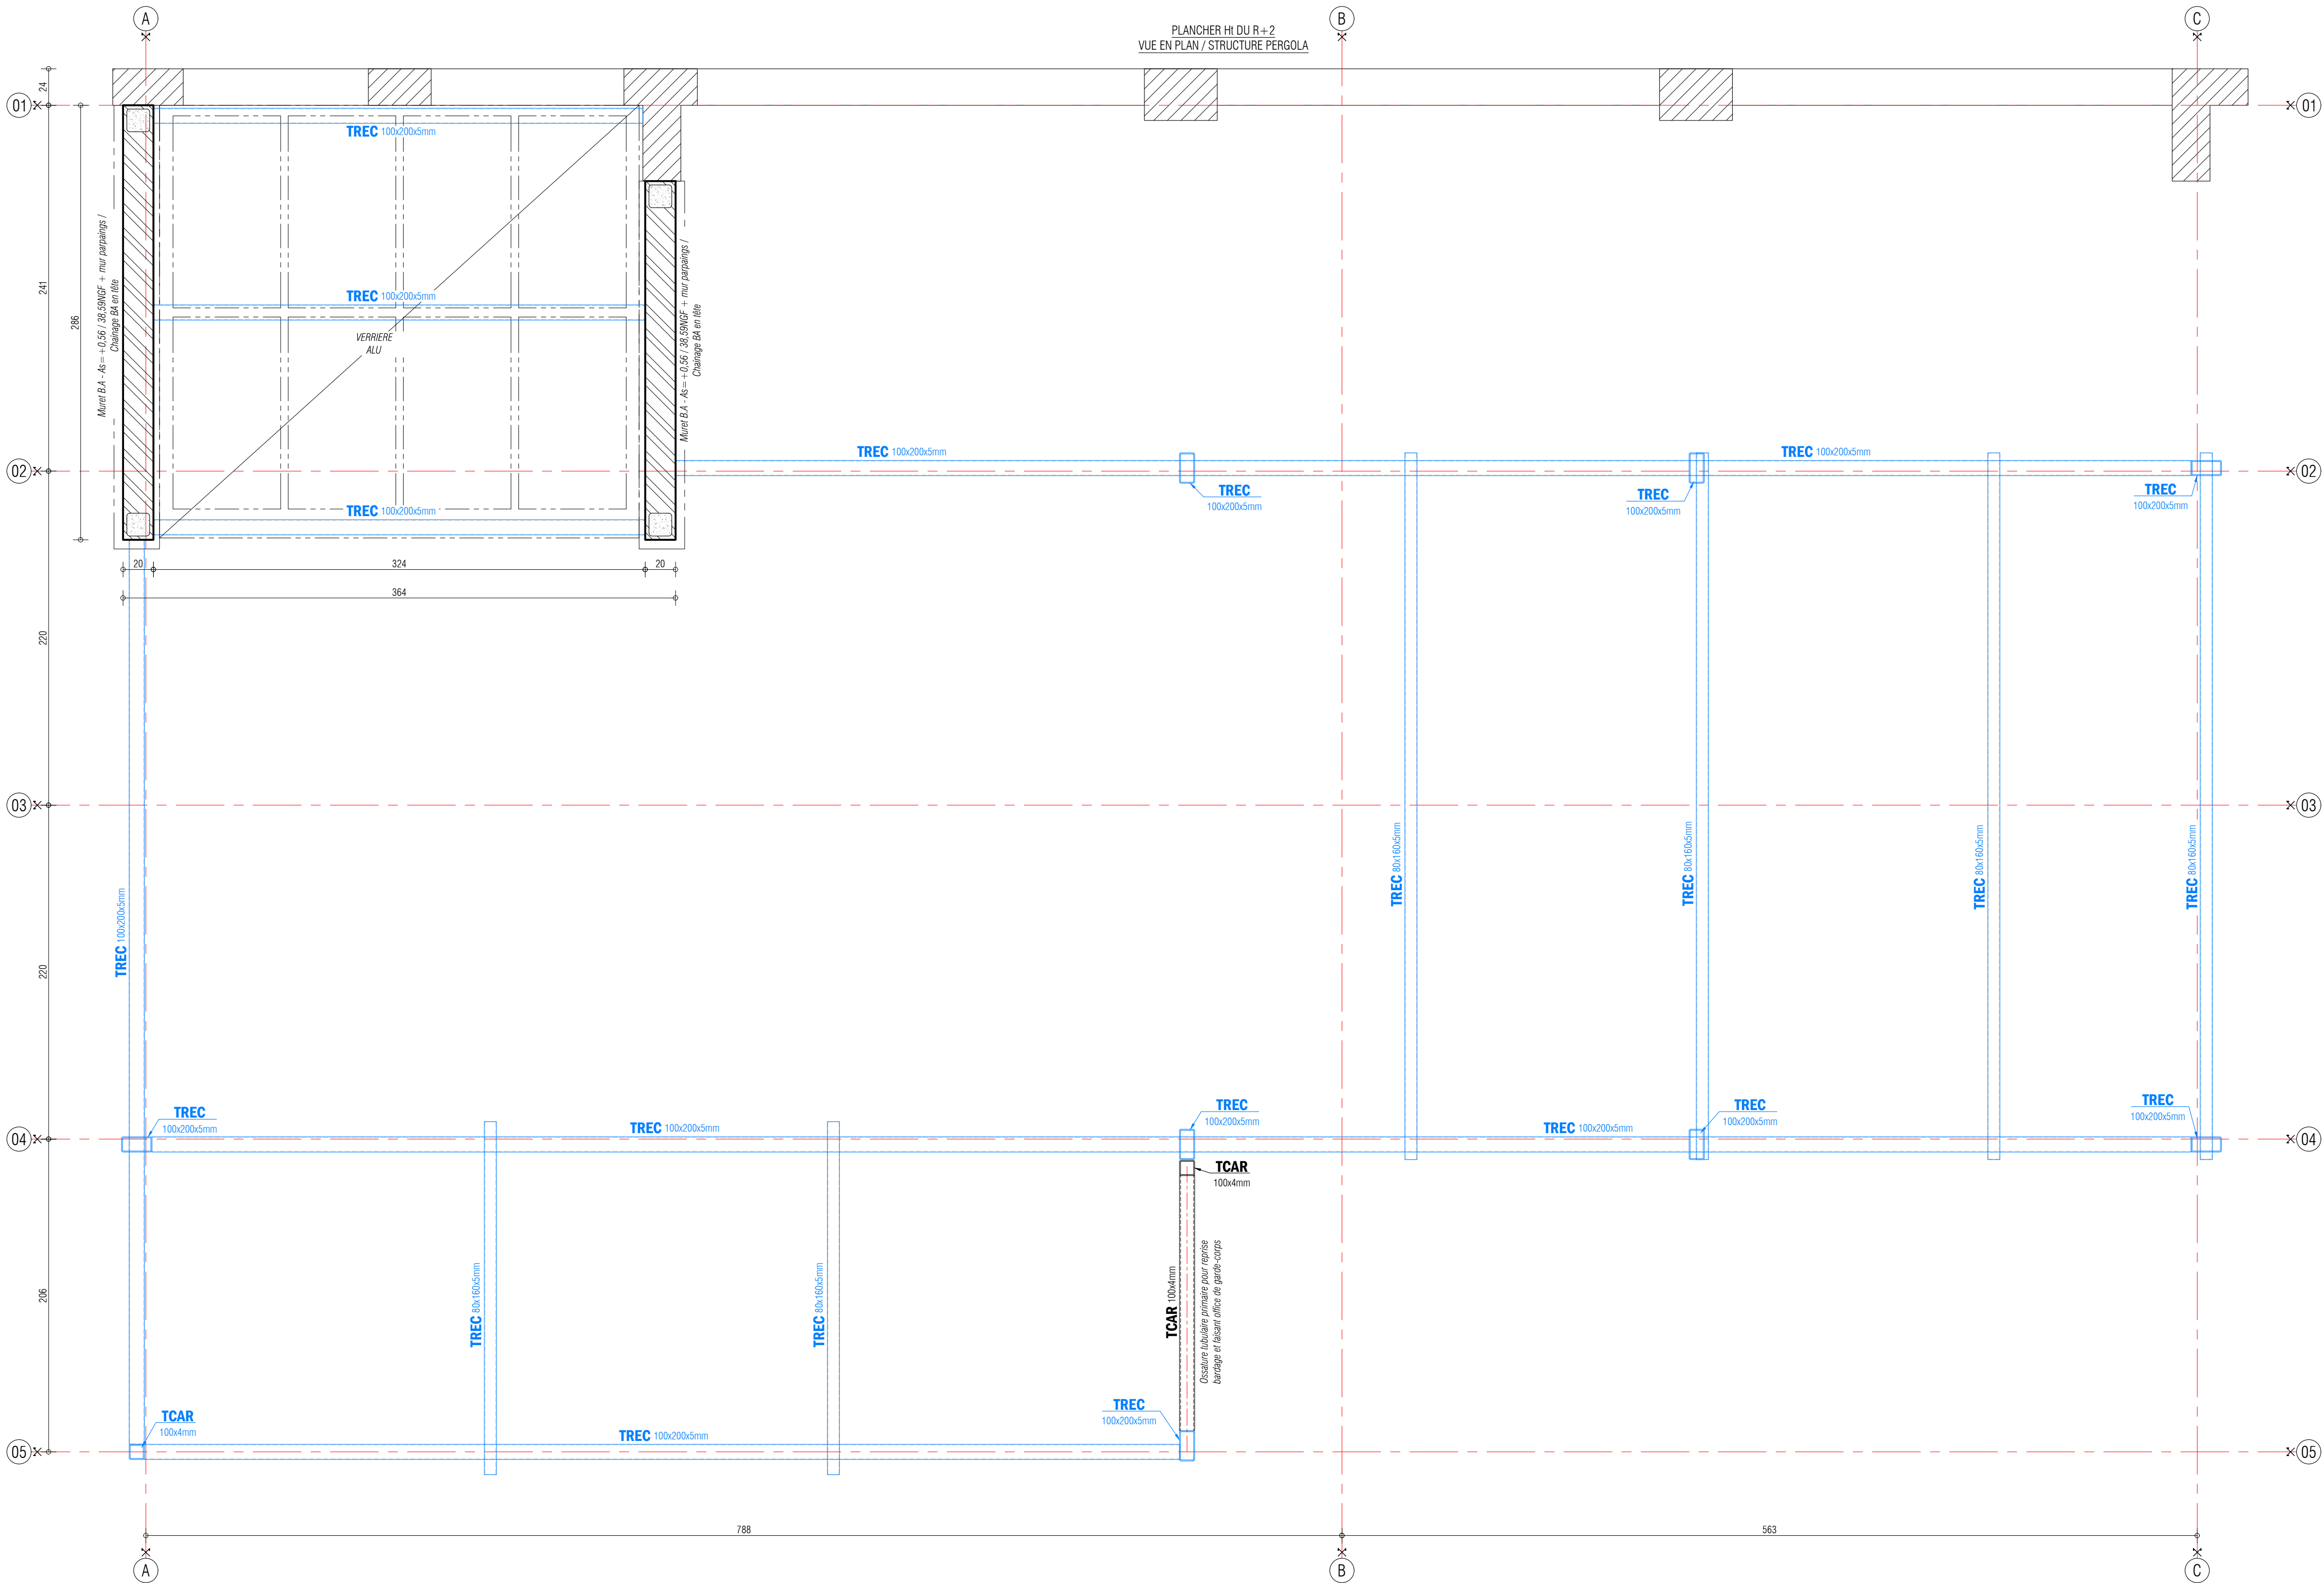 A
B
C
PLANCHER Ht DU R+2
VUE EN PLAN / STRUCTURE PERGOLA
24
01
01
TREC 100x200x5mm
Muret B.A - As=+0,56 / 38,59NGF + mur parpaings /
Chainage BA en tête
241
286
TREC 100x200x5mm
VERRIERE
ALU
Muret B.A - As=+0,56 / 38,59NGF + mur parpaings /
Chainage BA en tête
TREC 100x200x5mm
TREC 100x200x5mm
02
02
TREC
100x200x5mm
TREC
100x200x5mm
TREC
100x200x5mm
TREC 100x200x5mm
20
324
20
364
220
03
03
TREC 80x160x5mm
TREC 80x160x5mm
TREC 80x160x5mm
TREC 80x160x5mm
TREC 100x200x5mm
220
TREC
100x200x5mm
TREC 100x200x5mm
TREC
100x200x5mm
TREC 100x200x5mm
TREC
100x200x5mm
TREC
100x200x5mm
04
04
TCAR
100x4mm
206
TREC 80x160x5mm
TREC 80x160x5mm
TCAR 100x4mm
Ossature tubulaire primaire pour reprise
bardage et faisant office de garde-corps
TCAR
100x4mm
TREC 100x200x5mm
TREC
100x200x5mm
05
05
788
563
A
B
C